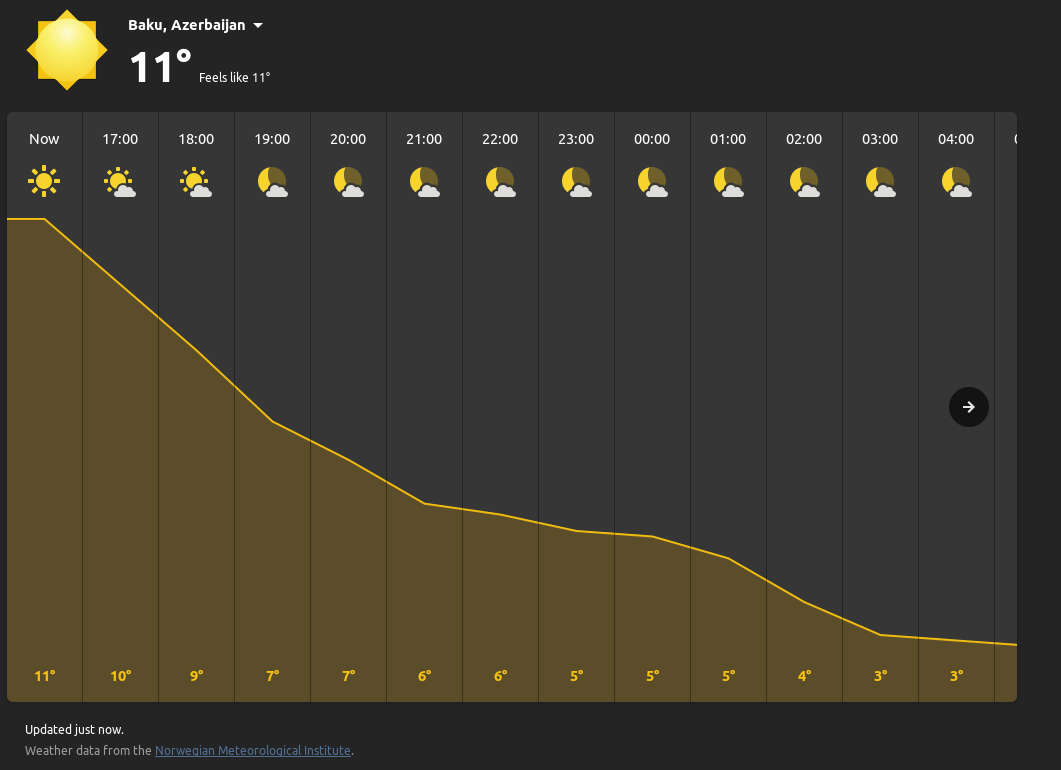 Baku, Azerbaijan
11°
Feels like 11°
Now 17:00 18:00 19:00 20:00 21:00 22:00 23:00 00:00 01:00 02:00 03:00 04:00
11° 10° 9° 7° 7° 6° 6° 5° 5° 5° 4° 3° 3°
Updated just now.
Weather data from the Norwegian Meteorological Institute.